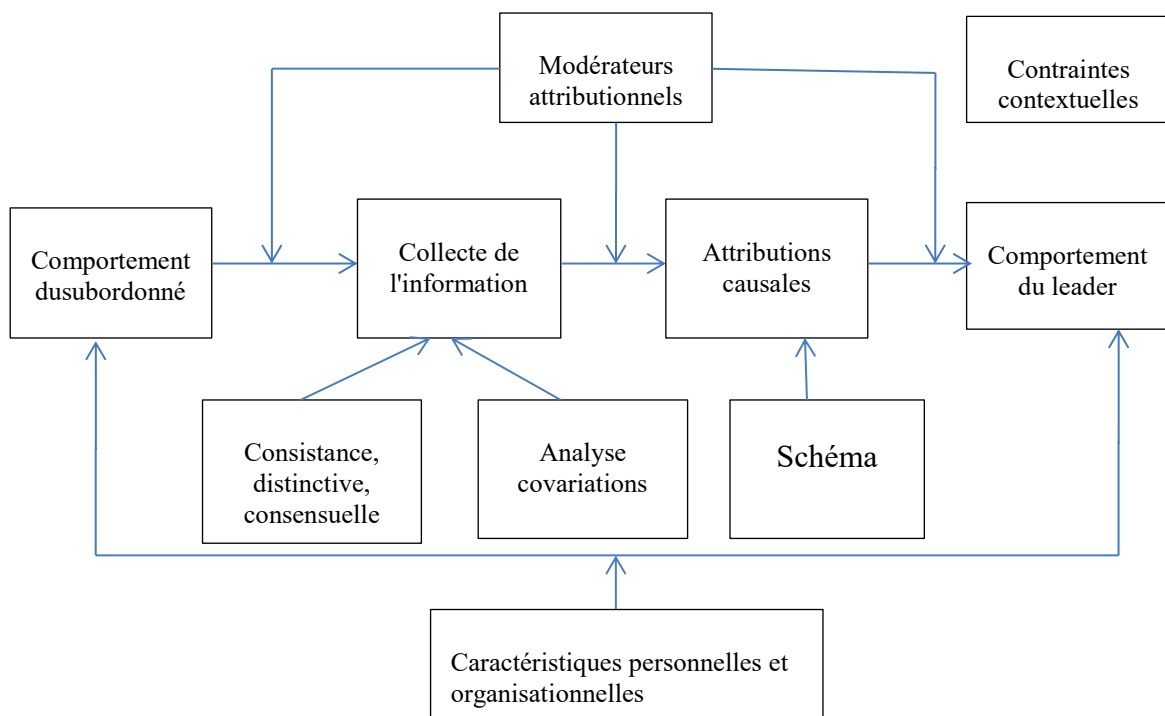 Modérateurs
attributionnels
Contraintes
contextuelles
Comportement
dusubordonné
Collecte de
l'information
Attributions
causales
Comportement
du leader
Consistance,
distinctive,
consensuelle
Analyse
covariations
Schéma
Caractéristiques personnelles et
organisationnelles